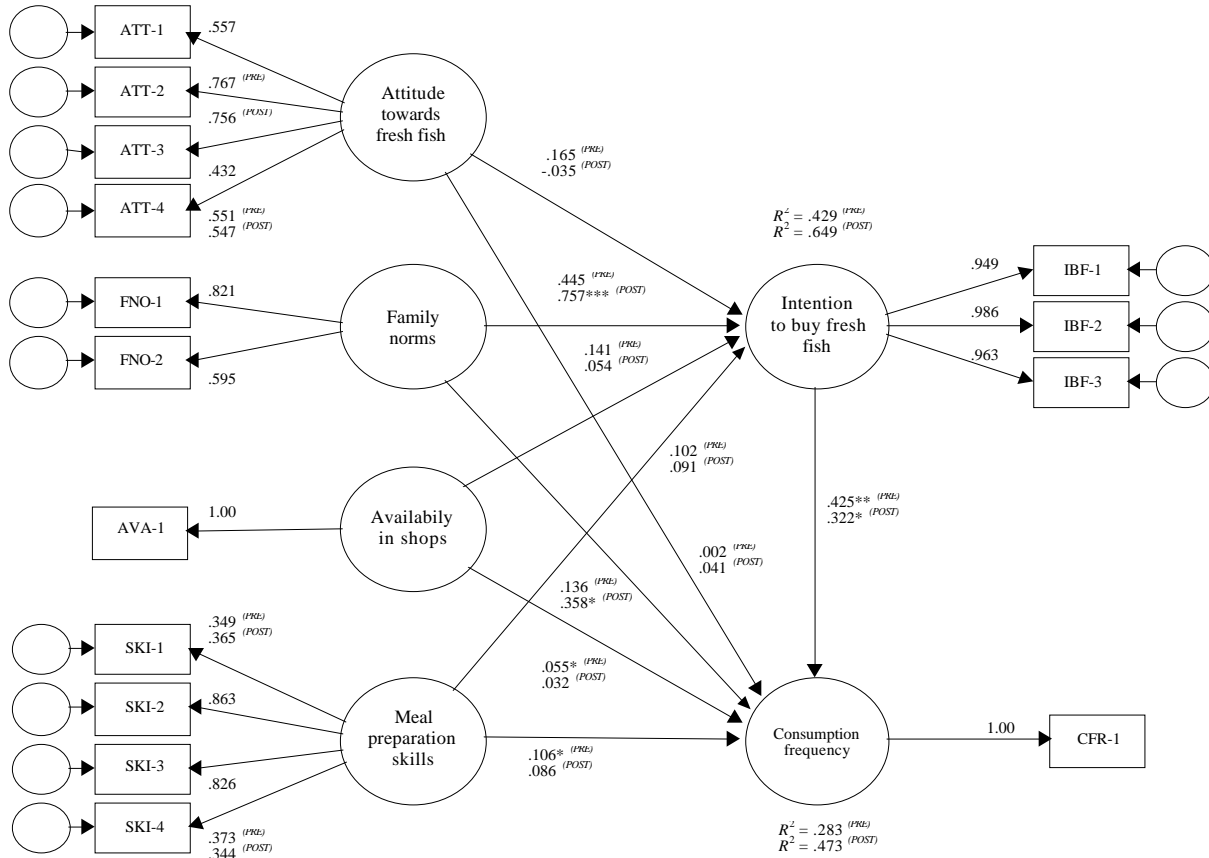 ATT-1
.557
ATT-2
.767 (PRE)
.756 (POST)
ATT-3
.432
ATT-4
.551 (PRE)
.547 (POST)
Attitude
towards
fresh fish
.165 (PRE)
-.035 (POST)
R² = .429 (PRE)
R² = .649 (POST)
FNO-1
.821
FNO-2
.595
Family
norms
.445 (PRE)
.757*** (POST)
.141 (PRE)
.054 (POST)
Intention
to buy fresh
fish
.949
IBF-1
.986
IBF-2
.963
IBF-3
AVA-1
1.00
Availabily
in shops
.102 (PRE)
.091 (POST)
.425** (PRE)
.322* (POST)
.002 (PRE)
.041 (POST)
.136 (PRE)
.358* (POST)
.055* (PRE)
.032 (POST)
.349 (PRE)
.365 (POST)
SKI-1
SKI-2
.863
SKI-3
.826
SKI-4
.373 (PRE)
.344 (POST)
Meal
preparation
skills
.106* (PRE)
.086 (POST)
Consumption
frequency
1.00
CFR-1
R² = .283 (PRE)
R² = .473 (POST)